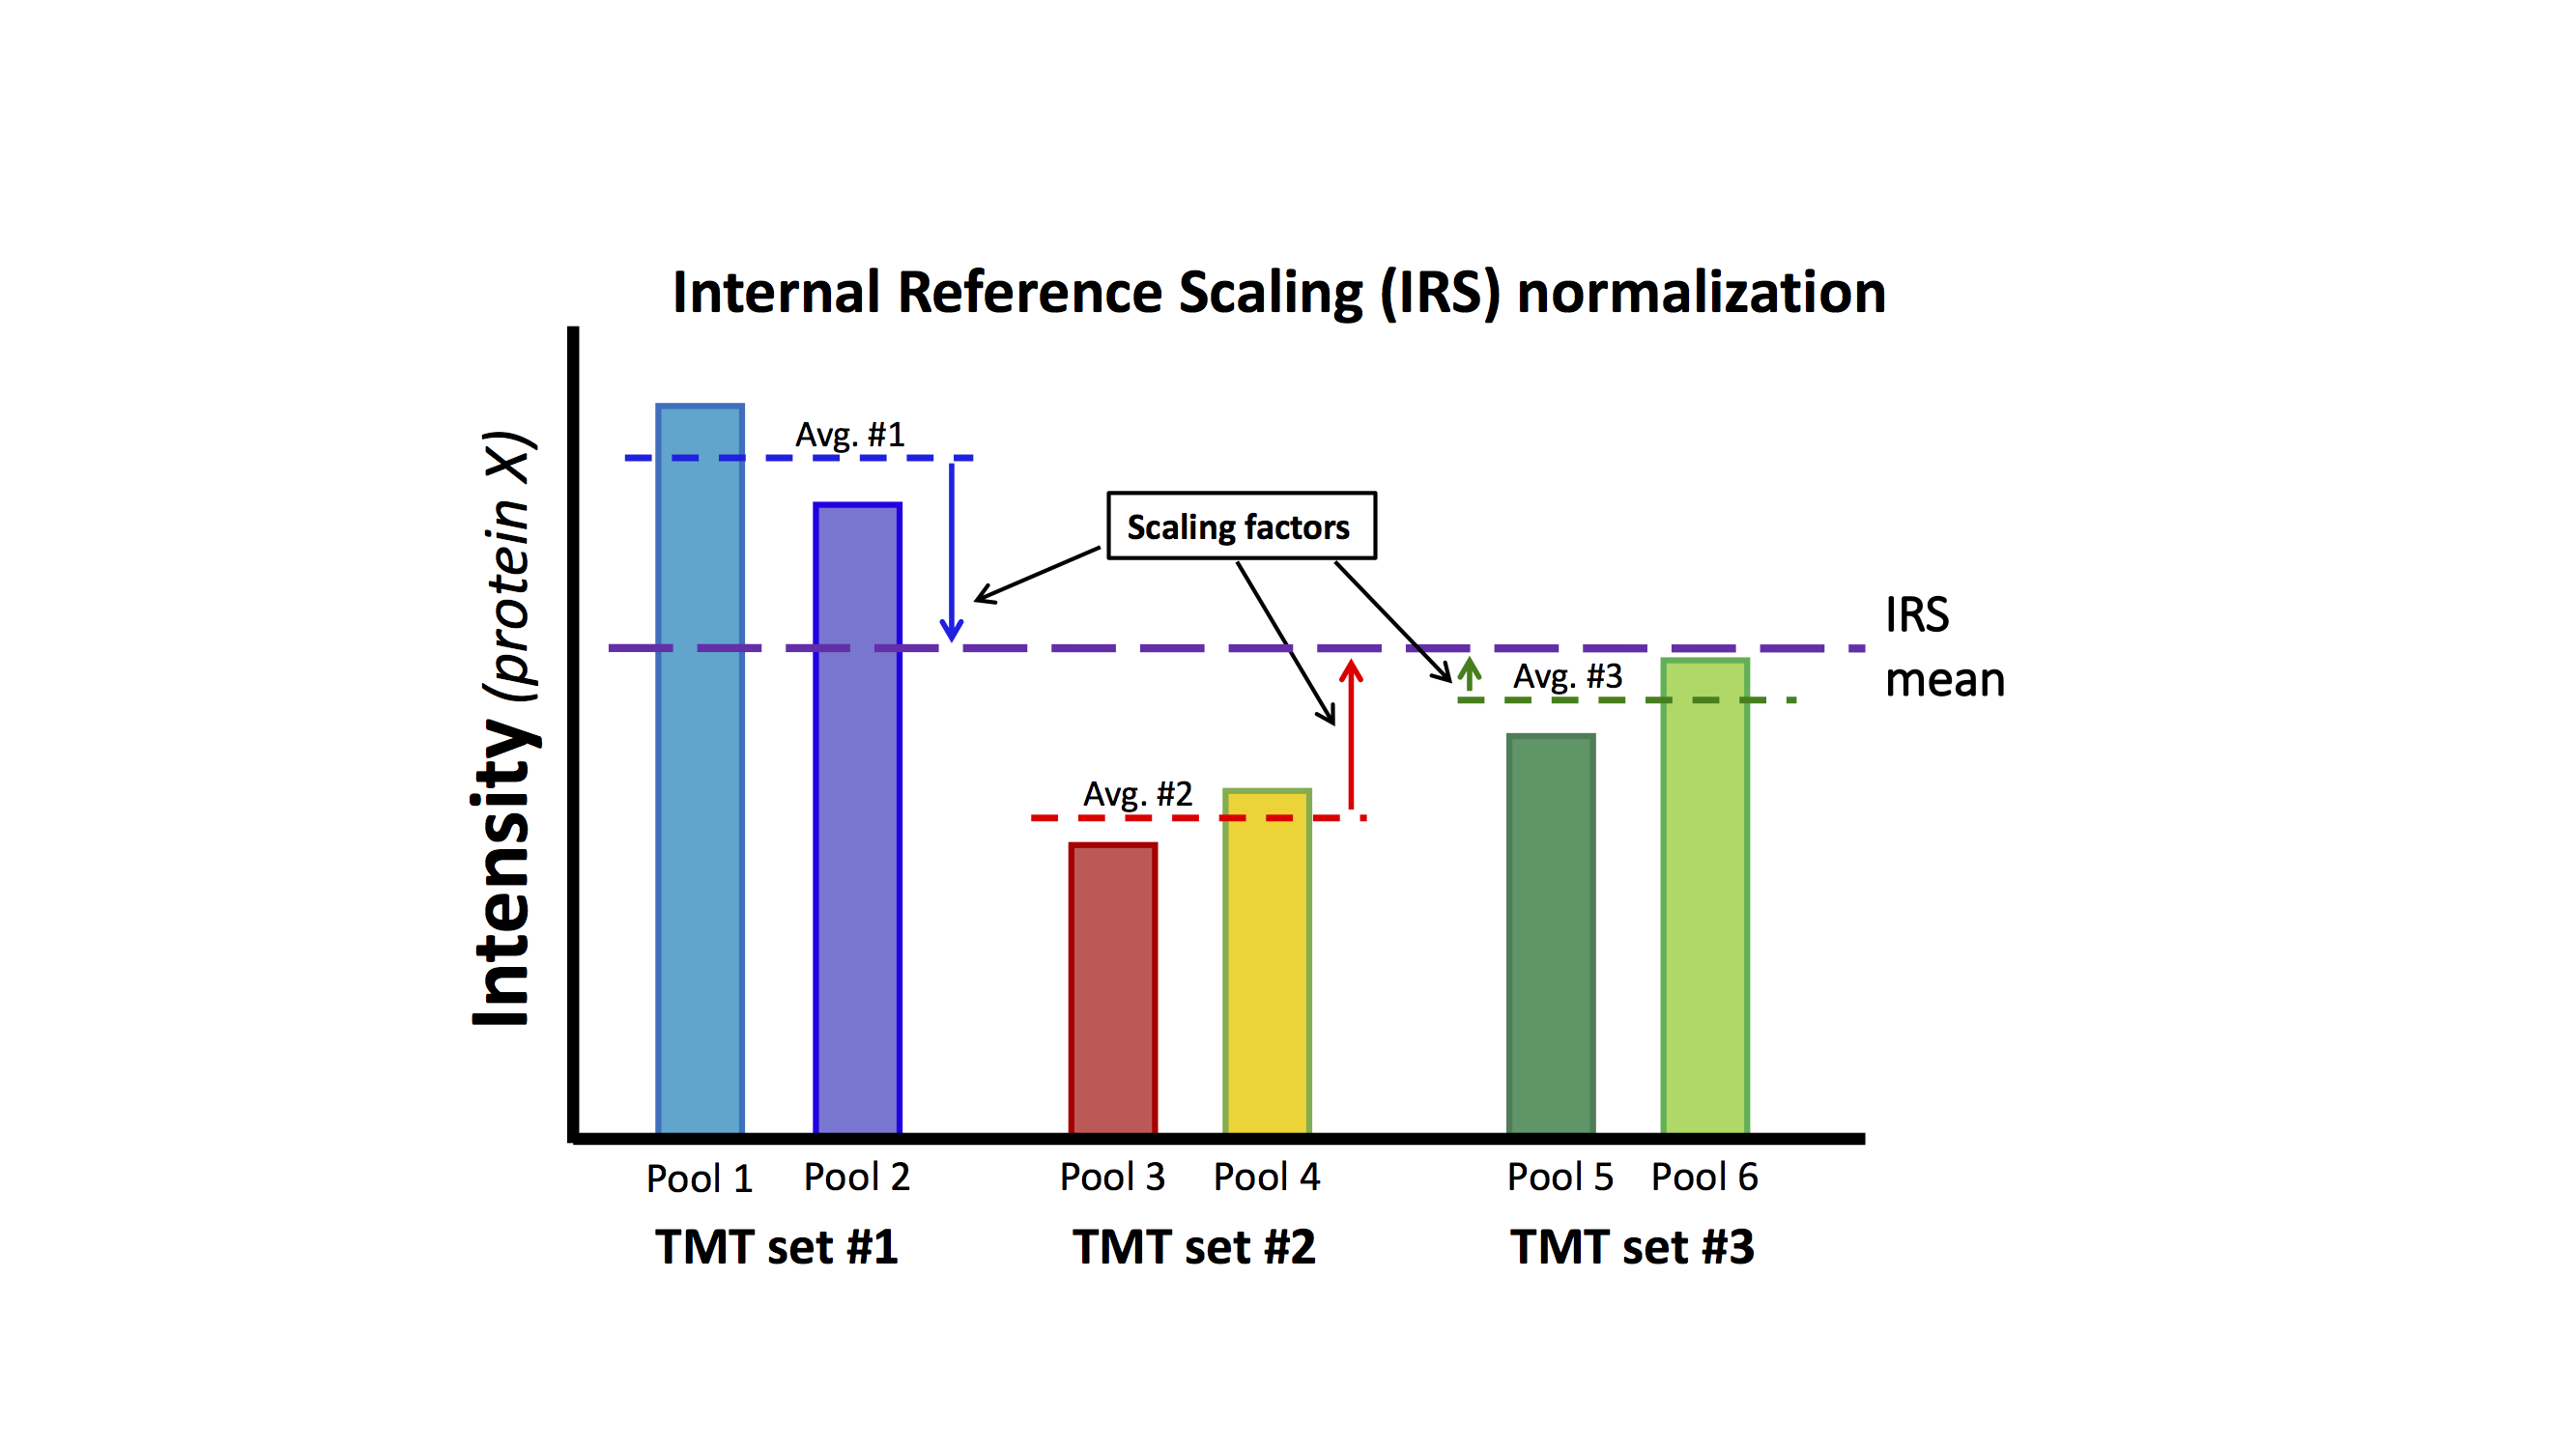 Internal Reference Scaling (IRS) normalization
Intensity (protein X)
Avg. #1
Scaling factors
IRS
mean
Avg. #3
Avg. #2
Pool 1 Pool 2 Pool 3 Pool 4 Pool 5 Pool 6
TMT set #1 TMT set #2 TMT set #3